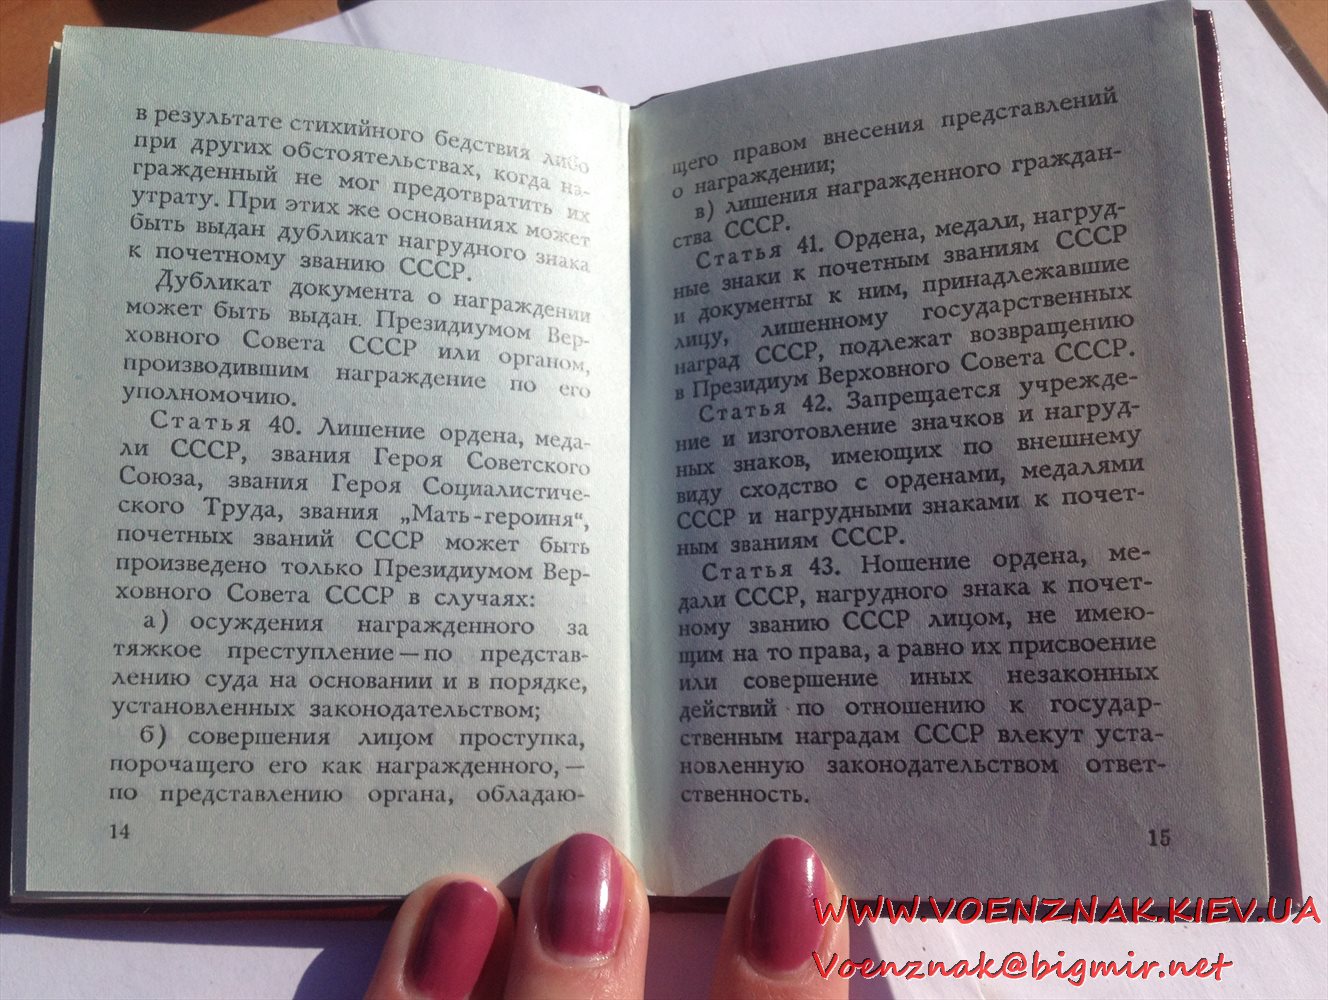 в результате стихийного бедствия либо
при других обстоятельствах, когда на-
гражденный не мог предотвратить их
утрату. При этих же основаниях может
быть выдан дубликат нагрудного знака
к почетному званию СССР.
Дубликат документа о награждении
может быть выдан. Президиумом Вер-
ховного Совета СССР или органом,
производившим награждение по его
уполномочию.
Статья 40. Лишение ордена, меда-
ли СССР, звания Героя Советского
Союза, звания Героя Социалистиче-
ского Труда, звания „Мать-героиня“,
почетных званий СССР может быть
произведено только Президиумом Вер-
ховного Совета СССР в случаях:
а) осуждения награжденного за
тяжкое преступление — по представ-
лению суда на основании и в порядке,
установленных законодательством;
б) совершения лицом проступка,
порочащего его как награжденного, —
по представлению органа, обладаю-
14
щего правом внесения представлений
о награждении;
в) лишения награжденного граждан-
ства СССР.
Статья 41. Ордена, медали, нагруд-
ные знаки к почетным званиям СССР
и документы к ним, принадлежавшие
лицу, лишенному государственных
наград СССР, подлежат возвращению
в Президиум Верховного Совета СССР.
Статья 42. Запрещается учрежде-
ние и изготовление значков и нагруд-
ных знаков, имеющих по внешнему
виду сходство с орденами, медалями
СССР и нагрудными знаками к почет-
ным званиям СССР.
Статья 43. Ношение ордена, ме-
дали СССР, нагрудного знака к почет-
ному званию СССР лицом, не имею-
щим на то права, а равно их присвоение
или совершение иных незаконных
действий по отношению к государ-
ственным наградам СССР влекут уста-
новленную законодательством ответ-
ственность.
15
WWW.VOENZNAK.KIEV.UA
Voenznak@bigmir.net